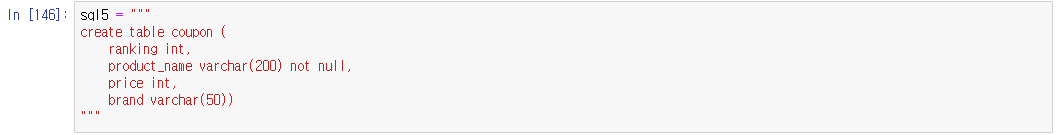 In [146]: sql5 = """
create table coupon (
    ranking int,
    product_name varchar(200) not null,
    price int,
    brand varchar(50))
"""